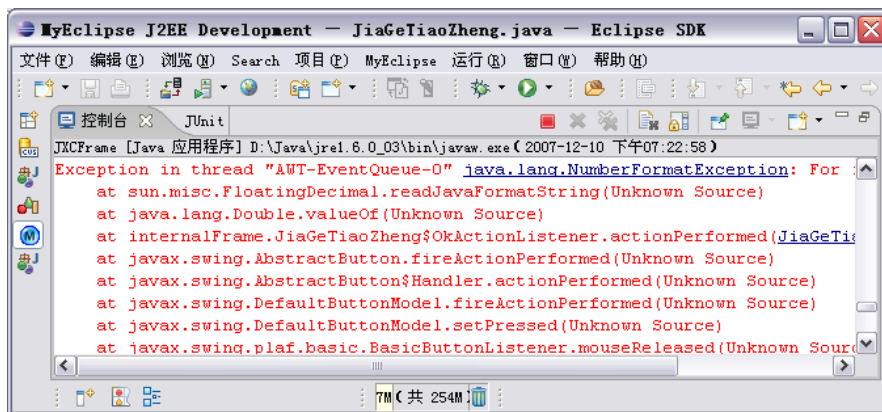 MyEclipse J2EE Development — JiaGeTiaoZheng.java — Eclipse SDK
文件(F) 编辑(E) 浏览(N) Search 项目(P) MyEclipse 运行(R) 窗口(W) 帮助(H)
控制台 JUnit
JXCFrame [Java 应用程序] D:\Java\jre1.6.0_03\bin\javaw.exe(2007-12-10 下午07:22:58)
Exception in thread "AWT-EventQueue-0" java.lang.NumberFormatException: For
at sun.misc.FloatingDecimal.readJavaFormatString(Unknown Source)
at java.lang.Double.valueOf(Unknown Source)
at internalFrame.JiaGeTiaoZheng$OkActionListener.actionPerformed(JiaGeTia
at javax.swing.AbstractButton.fireActionPerformed(Unknown Source)
at javax.swing.AbstractButton$Handler.actionPerformed(Unknown Source)
at javax.swing.DefaultButtonModel.fireActionPerformed(Unknown Source)
at javax.swing.DefaultButtonModel.setPressed(Unknown Source)
at javax.swing.plaf.basic.BasicButtonListener.mouseReleased(Unknown Sour
7M(共 254M)